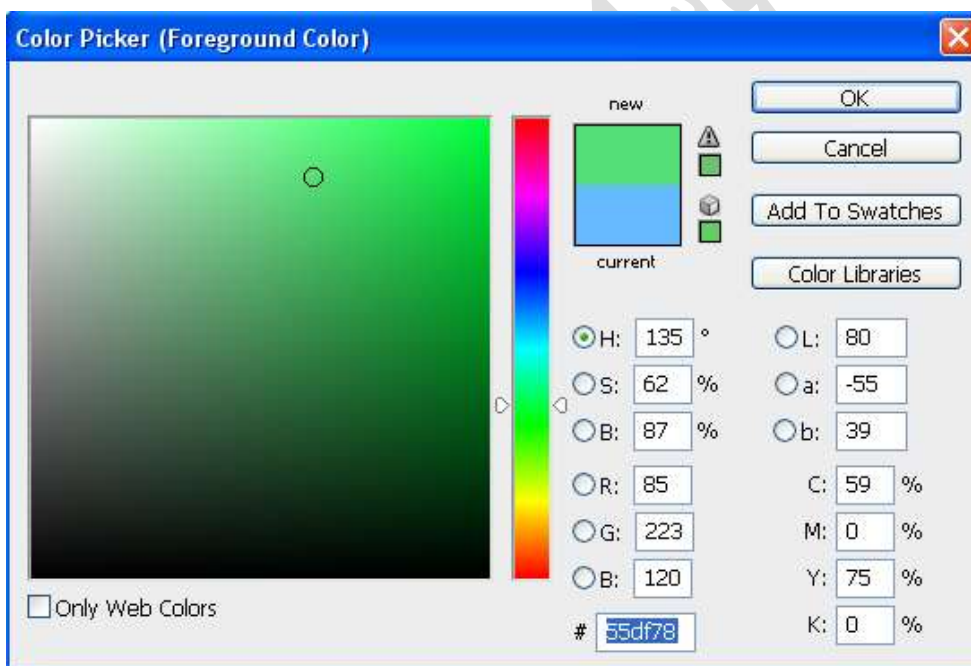 Color Picker (Foreground Color)
new
current
OK
Cancel
Add To Swatches
Color Libraries
H: 135 °
S: 62 %
B: 87 %
R: 85
G: 223
B: 120
# 55df78
L: 80
a: -55
b: 39
C: 59 %
M: 0 %
Y: 75 %
K: 0 %
Only Web Colors